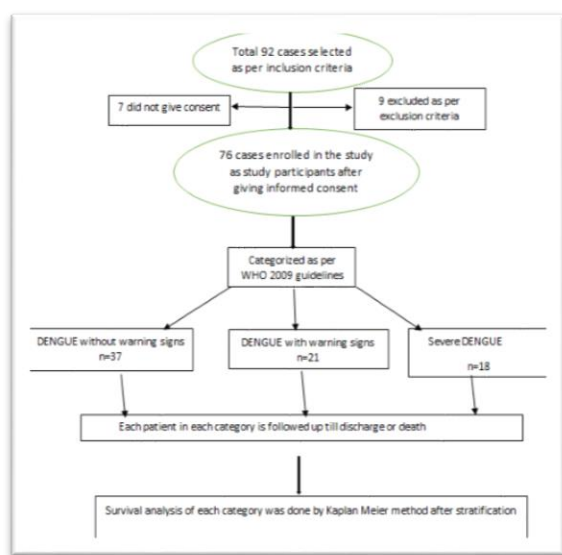 Total 92 cases selected
as per inclusion criteria
7 did not give consent
9 excluded as per
exclusion criteria
76 cases enrolled in the study
as study participants after
giving informed consent
Categorized as per
WHO 2009 guidelines
DENGUE without warning signs
n=37
DENGUE with warning signs
n=21
Severe DENGUE
n=18
Each patient in each category is followed up till discharge or death
Survival analysis of each category was done by Kaplan Meier method after stratification